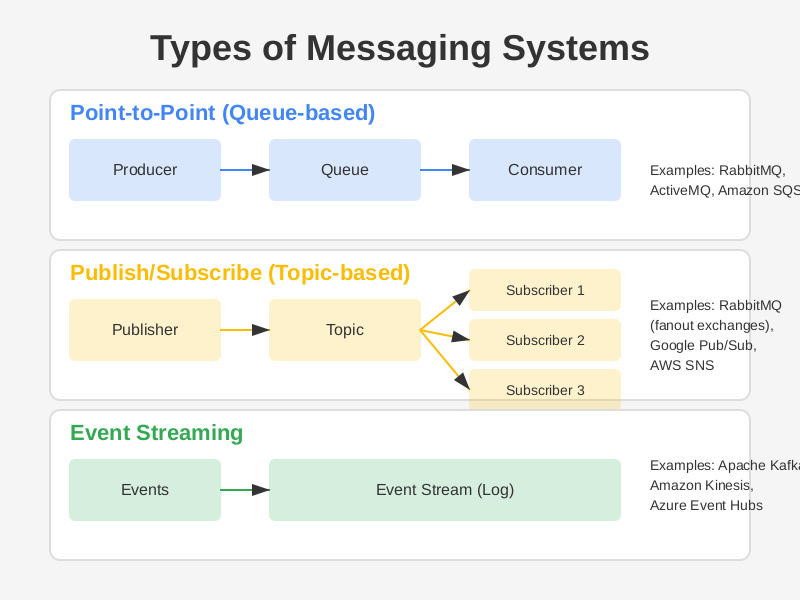 Types of Messaging Systems
Point-to-Point (Queue-based)
Producer
Queue
Consumer
Examples: RabbitMQ,
ActiveMQ, Amazon SQS
Publish/Subscribe (Topic-based)
Publisher
Topic
Subscriber 1
Subscriber 2
Subscriber 3
Examples: RabbitMQ
(fanout exchanges),
Google Pub/Sub,
AWS SNS
Event Streaming
Events
Event Stream (Log)
Examples: Apache Kafka
Amazon Kinesis,
Azure Event Hubs